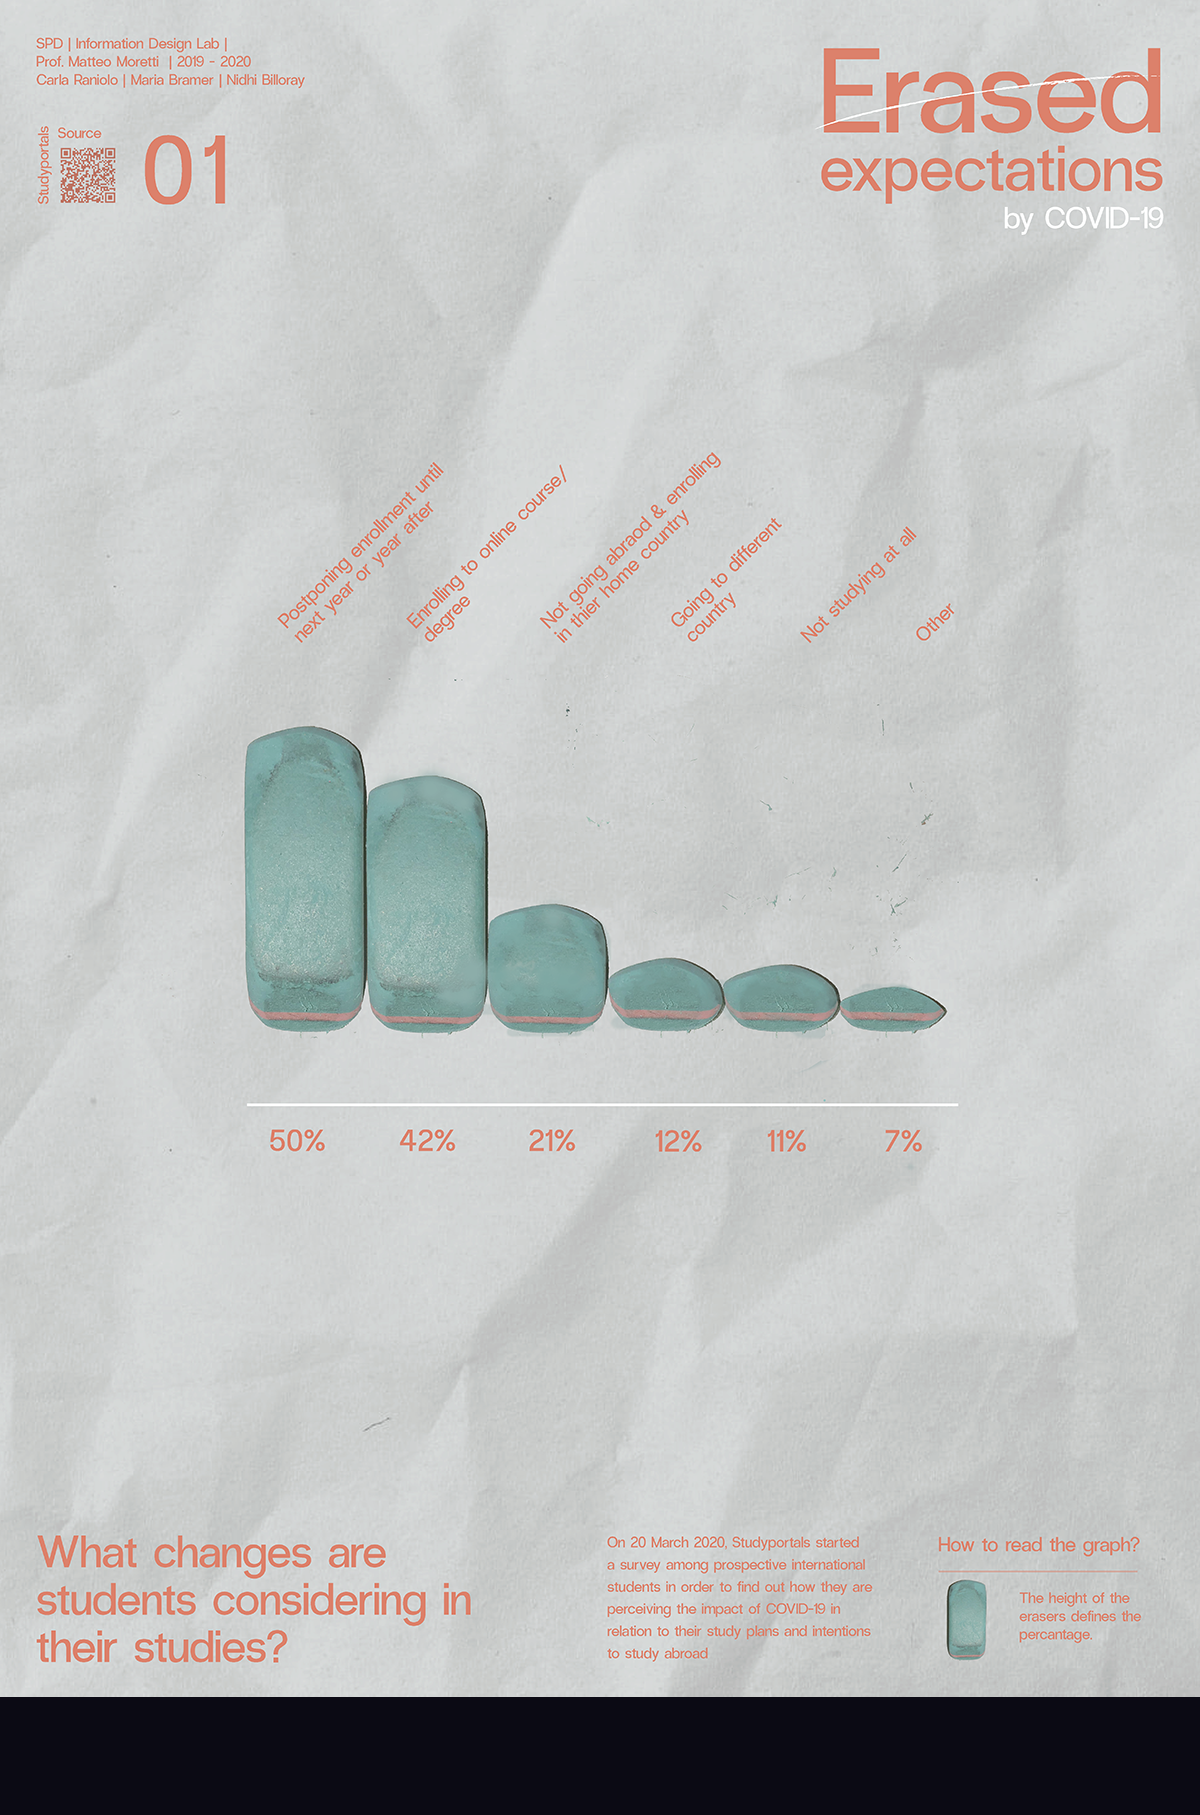 SPD | Information Design Lab |
Prof. Matteo Moretti | 2019 - 2020
Carla Raniolo | Maria Bramer | Nidhi Billoray
Studyportals
Source
01
Erased
expectations
by COVID-19
Postponing enrollment until
next year or year after
Enrolling to online course/
degree
Not going abraod & enrolling
in thier home country
Going to different
country
Not studying at all
Other
50%
42%
21%
12%
11%
7%
What changes are
students considering in
their studies?
On 20 March 2020, Studyportals started
a survey among prospective international
students in order to find out how they are
perceiving the impact of COVID-19 in
relation to their study plans and intentions
to study abroad
How to read the graph?
The height of the
erasers defines the
percantage.